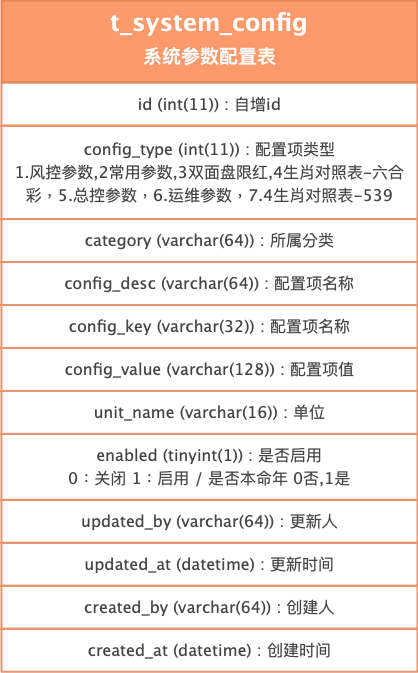 t_system_config
系统参数配置表
id (int(11))：自增id
config_type (int(11))：配置项类型
1.风控参数,2常用参数,3双面盘限红,4生肖对照表-六合
彩，5.总控参数，6.运维参数，7.4生肖对照表-539
category (varchar(64))：所属分类
config_desc (varchar(64))：配置项名称
config_key (varchar(32))：配置项名称
config_value (varchar(128))：配置项值
unit_name (varchar(16))：单位
enabled (tinyint(1))：是否启用
0：关闭 1：启用 / 是否本命年 0否,1是
updated_by (varchar(64))：更新人
updated_at (datetime)：更新时间
created_by (varchar(64))：创建人
created_at (datetime)：创建时间